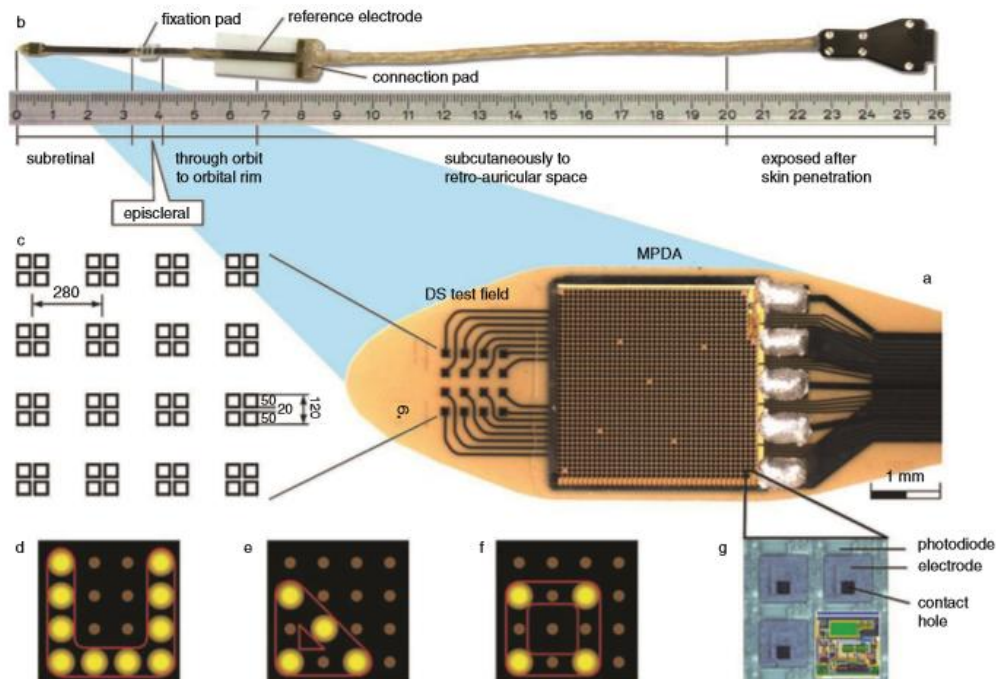 b
fixation pad
reference electrode
connection pad
0 1 2 3 4 5 6 7 8 9 10 11 12 13 14 15 16 17 18 19 20 21 22 23 24 25 26
subretinal
through orbit
to orbital rim
subcutaneously to
retro-auricular space
exposed after
skin penetration
episcleral
c
280
50
20
50
120
MPDA
a
DS test field
6.
1 mm
d
e
f
g
photodiode
electrode
contact
hole